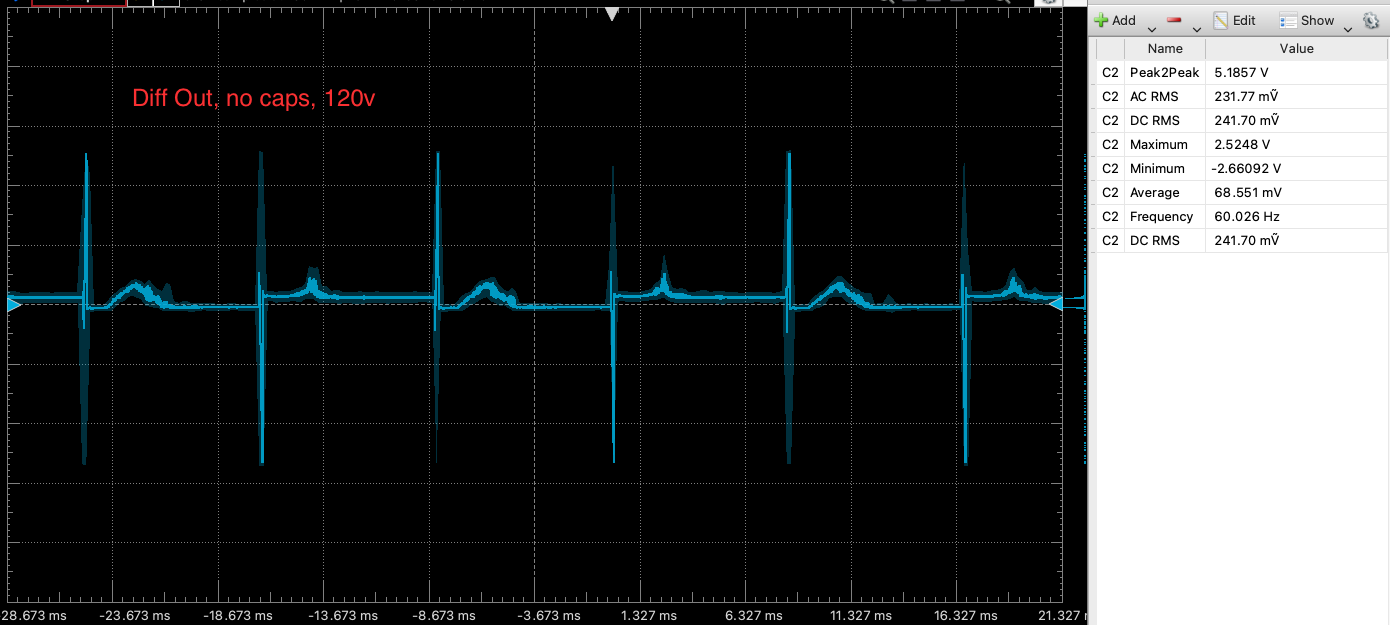 Add Edit Show
Name Value
Diff Out, no caps, 120v
C2 Peak2Peak 5.1857 V
C2 AC RMS 231.77 mṼ
C2 DC RMS 241.70 mṼ
C2 Maximum 2.5248 V
C2 Minimum -2.66092 V
C2 Average 68.551 mV
C2 Frequency 60.026 Hz
C2 DC RMS 241.70 mṼ
28.673 ms -23.673 ms -18.673 ms -13.673 ms -8.673 ms -3.673 ms 1.327 ms 6.327 ms 11.327 ms 16.327 ms 21.327